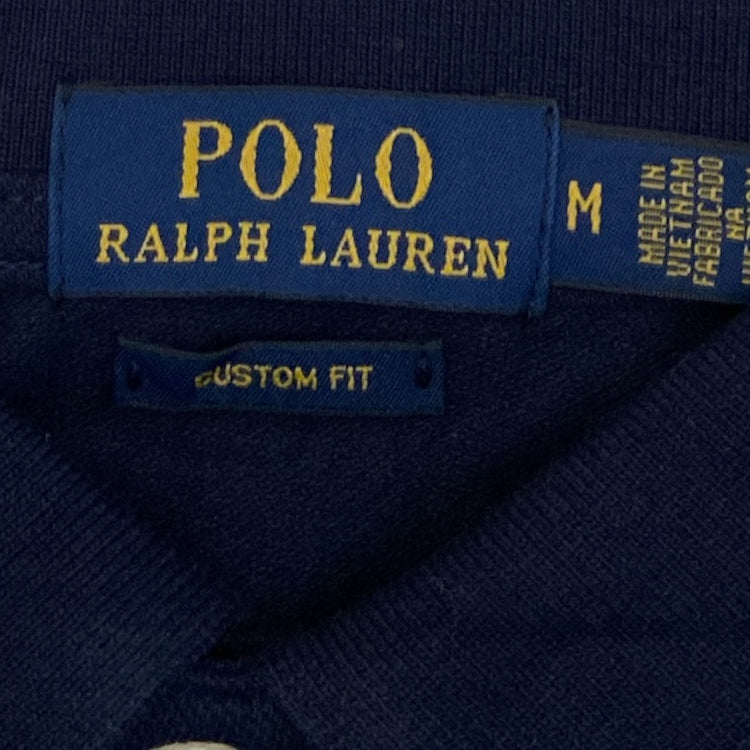 POLO
RALPH LAUREN
M
MADE IN
VIETNAM
FABRICADO
NA
CUSTOM FIT